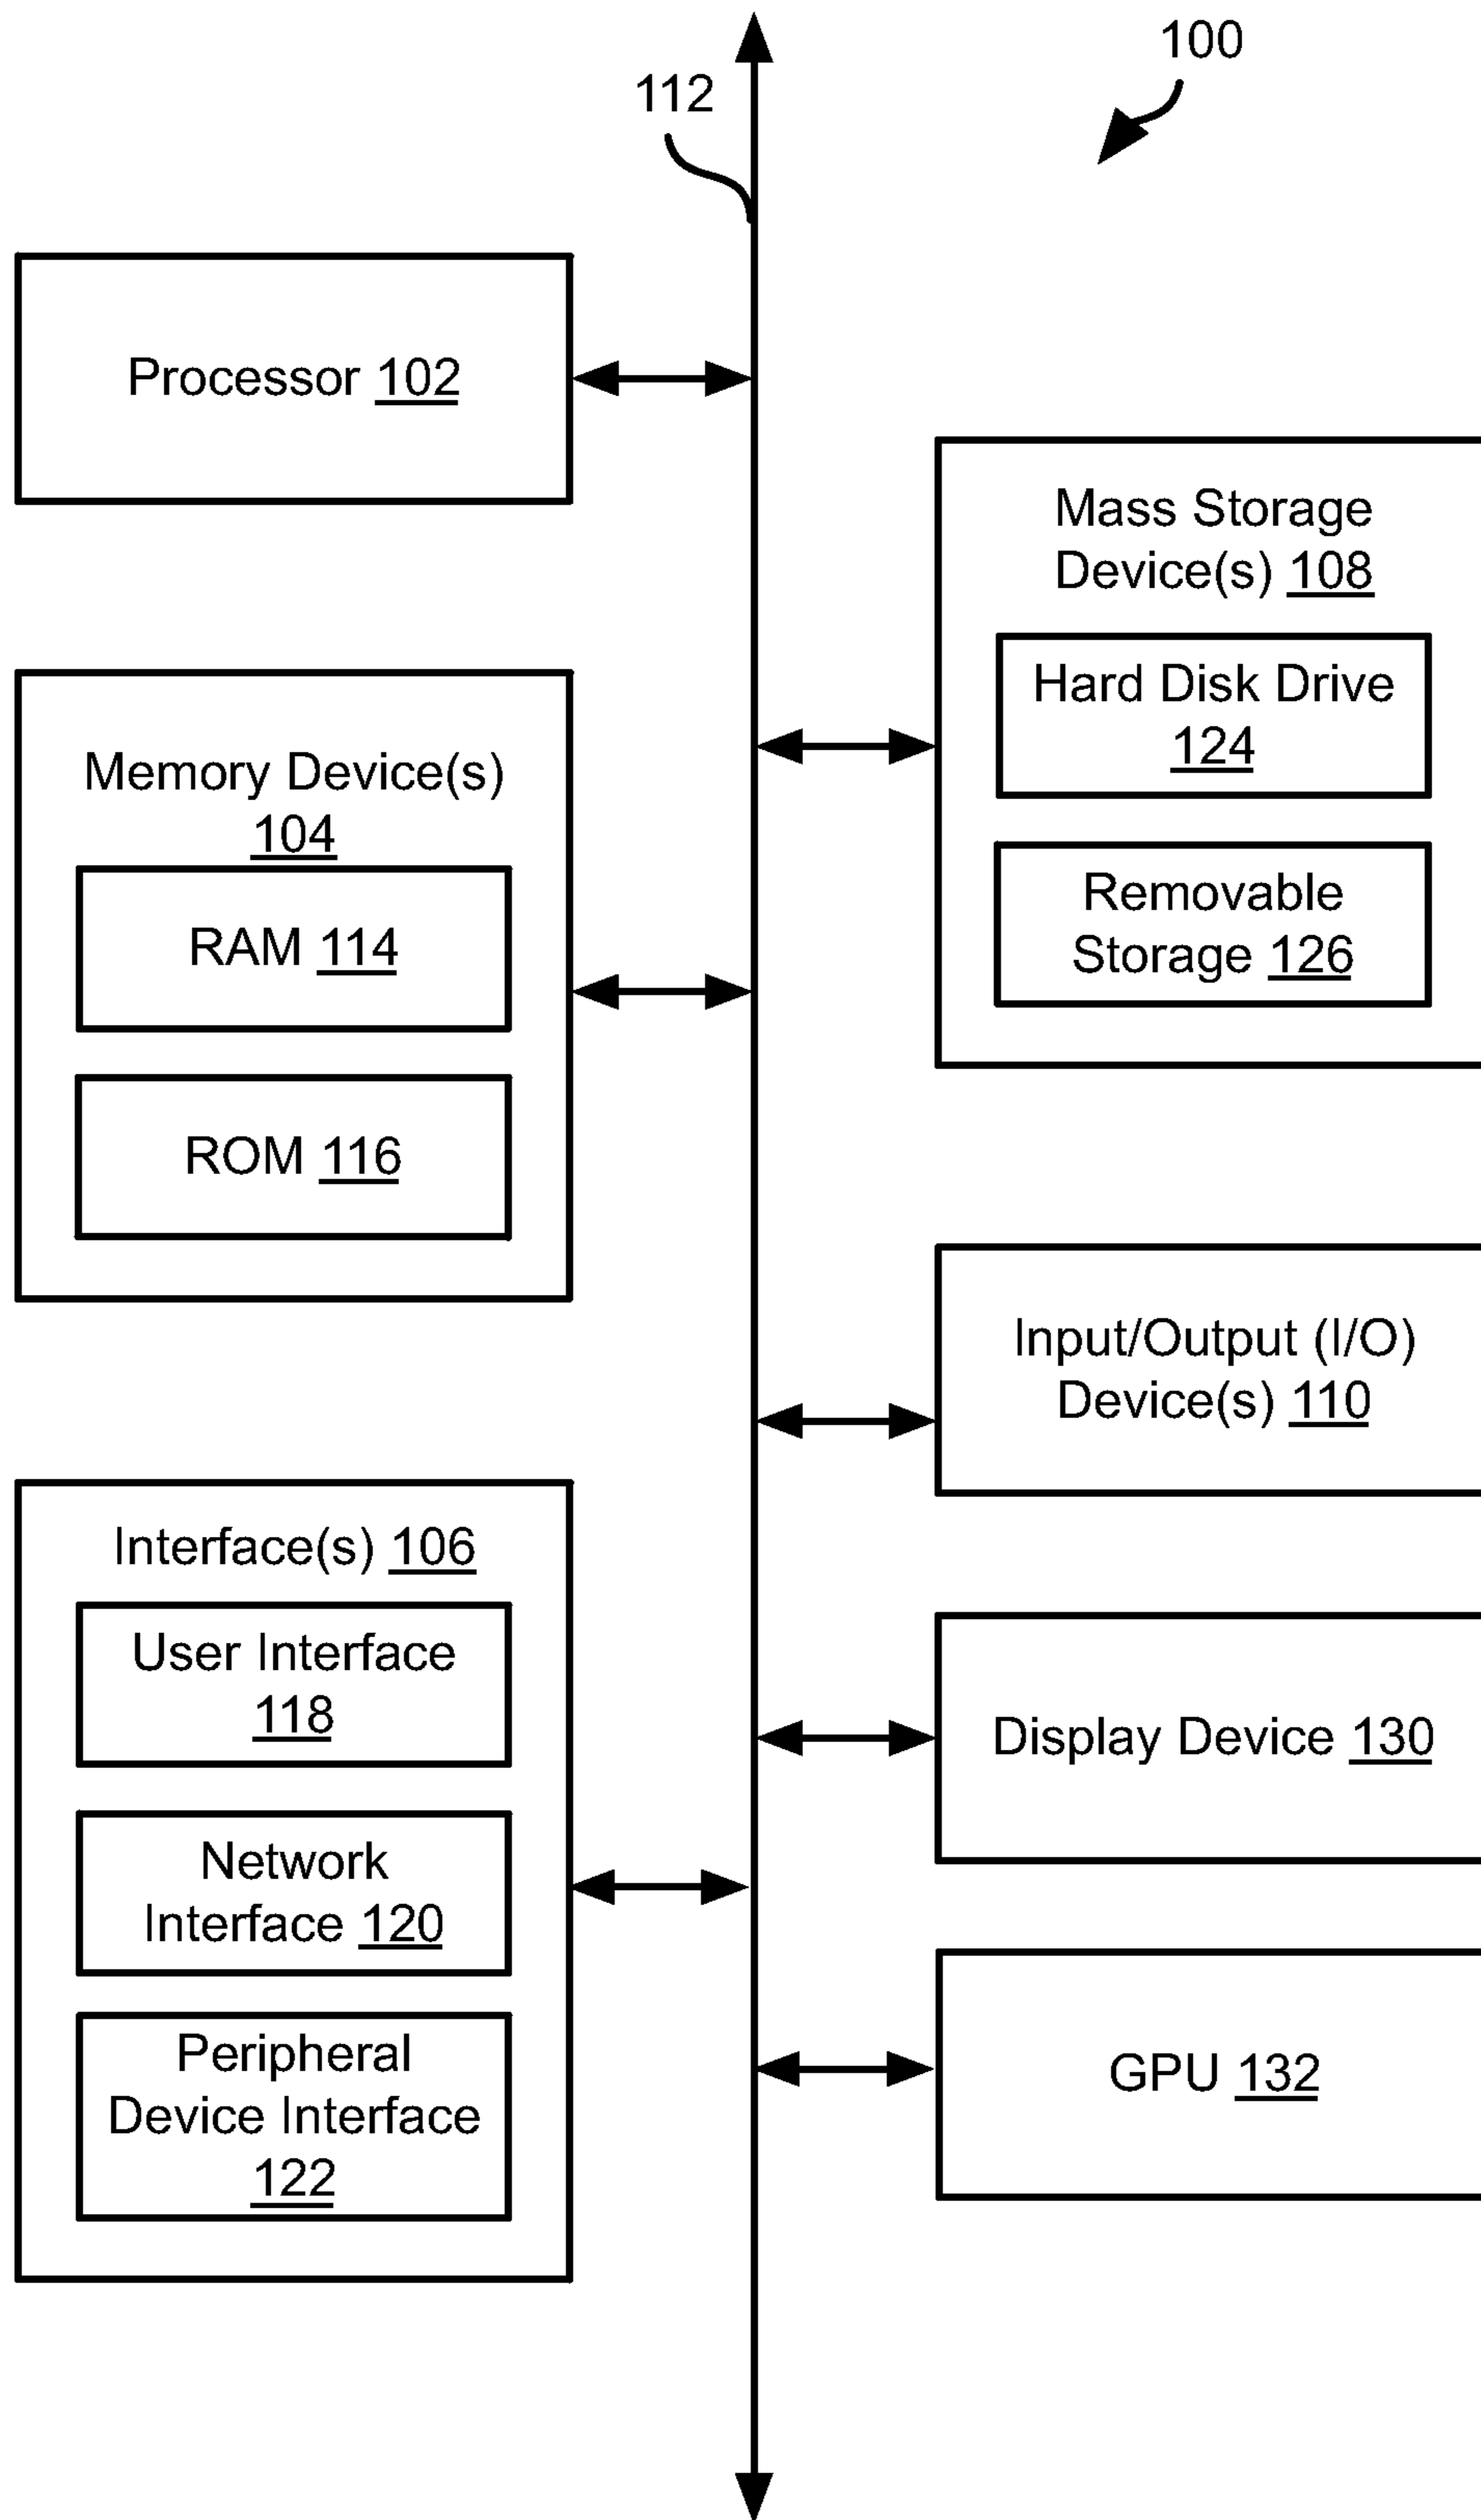 100
112
Processor 102
Mass Storage
Device(s) 108
Hard Disk Drive
124
Removable
Storage 126
Memory Device(s)
104
RAM 114
ROM 116
Input/Output (I/O)
Device(s) 110
Interface(s) 106
User Interface
118
Network
Interface 120
Peripheral
Device Interface
122
Display Device 130
GPU 132